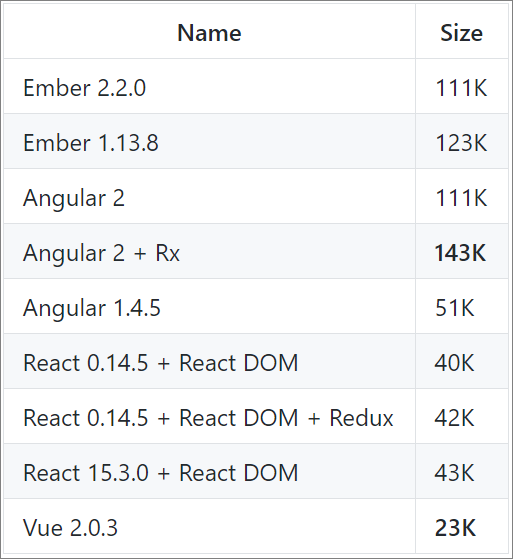 Name Size
Ember 2.2.0 111K
Ember 1.13.8 123K
Angular 2 111K
Angular 2 + Rx 143K
Angular 1.4.5 51K
React 0.14.5 + React DOM 40K
React 0.14.5 + React DOM + Redux 42K
React 15.3.0 + React DOM 43K
Vue 2.0.3 23K